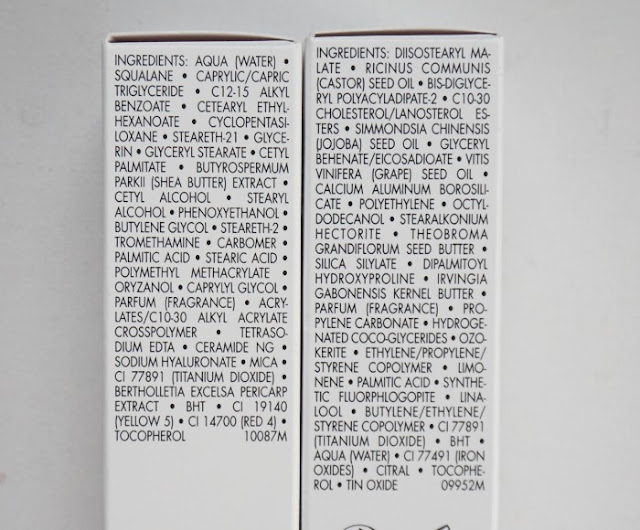 INGREDIENTS: AQUA (WATER) •
SQUALANE • CAPRYLIC/CAPRIC
TRIGLYCERIDE • C12-15 ALKYL
BENZOATE • CETEARYL ETHYL-
HEXANOATE • CYCLOPENTASI-
LOXANE • STEARETH-21 • GLYCE-
RIN • GLYCERYL STEARATE • CETYL
PALMITATE • BUTYROSPERMUM
PARKII (SHEA BUTTER) EXTRACT •
CETYL ALCOHOL • STEARYL
ALCOHOL • PHENOXYETHANOL •
BUTYLENE GLYCOL • STEARETH-2 •
TROMETHAMINE • CARBOMER •
PALMITIC ACID • STEARIC ACID •
POLYMETHYL METHACRYLATE •
ORYZANOL • CAPRYLYL GLYCOL •
PARFUM (FRAGRANCE) • ACRY-
LATES/C10-30 ALKYL ACRYLATE
CROSSPOLYMER • TETRASO-
DIUM EDTA • CERAMIDE NG •
SODIUM HYALURONATE • MICA •
CI 77891 (TITANIUM DIOXIDE) •
BERTHOLLETIA EXCELSA PERICARP
EXTRACT • BHT • CI 19140
(YELLOW 5) • CI 14700 (RED 4) •
TOCOPHEROL 10087M
INGREDIENTS: DIISOSTEARYL MA-
LATE • RICINUS COMMUNIS
(CASTOR) SEED OIL • BIS-DIGLYCE-
RYL POLYACYLADIPATE-2 • C10-30
CHOLESTEROL/LANOSTEROL ES-
TERS • SIMMONDSIA CHINENSIS
(JOJOBA) SEED OIL • GLYCERYL
BEHENATE/EICOSADIOATE • VITIS
VINIFERA (GRAPE) SEED OIL •
CALCIUM ALUMINUM BOROSILI-
CATE • POLYETHYLENE • OCTYL-
DODECANOL • STEARALKONIUM
HECTORITE • THEOBROMA
GRANDIFLORUM SEED BUTTER •
SILICA SILYLATE • DIPALMITOYL
HYDROXYPROLINE • IRVINGIA
GABONENSIS KERNEL BUTTER •
PARFUM (FRAGRANCE) • PRO-
PYLENE CARBONATE • HYDROGE-
NATED COCO-GLYCERIDES • OZO-
KERITE • ETHYLENE/PROPYLENE/
STYRENE COPOLYMER • LIMO-
NENE • PALMITIC ACID • SYNTHE-
TIC FLUORPHLOGOPITE • LINA-
LOOL • BUTYLENE/ETHYLENE/
STYRENE COPOLYMER • CI 77891
(TITANIUM DIOXIDE) • BHT •
AQUA (WATER) • CI 77491 (IRON
OXIDES) • CITRAL • TOCOPHE-
ROL • TIN OXIDE 09952M